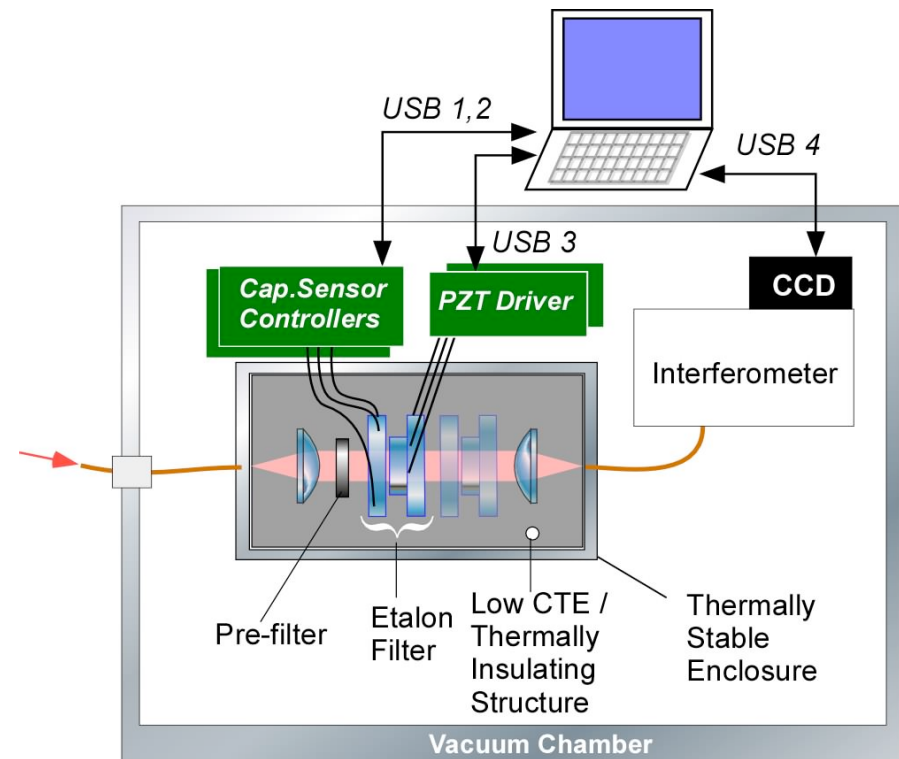 USB 1,2
USB 4
USB 3
Cap.Sensor
Controllers
PZT Driver
CCD
Interferometer
Pre-filter
Etalon
Filter
Low CTE /
Thermally
Insulating
Structure
Thermally
Stable
Enclosure
Vacuum Chamber